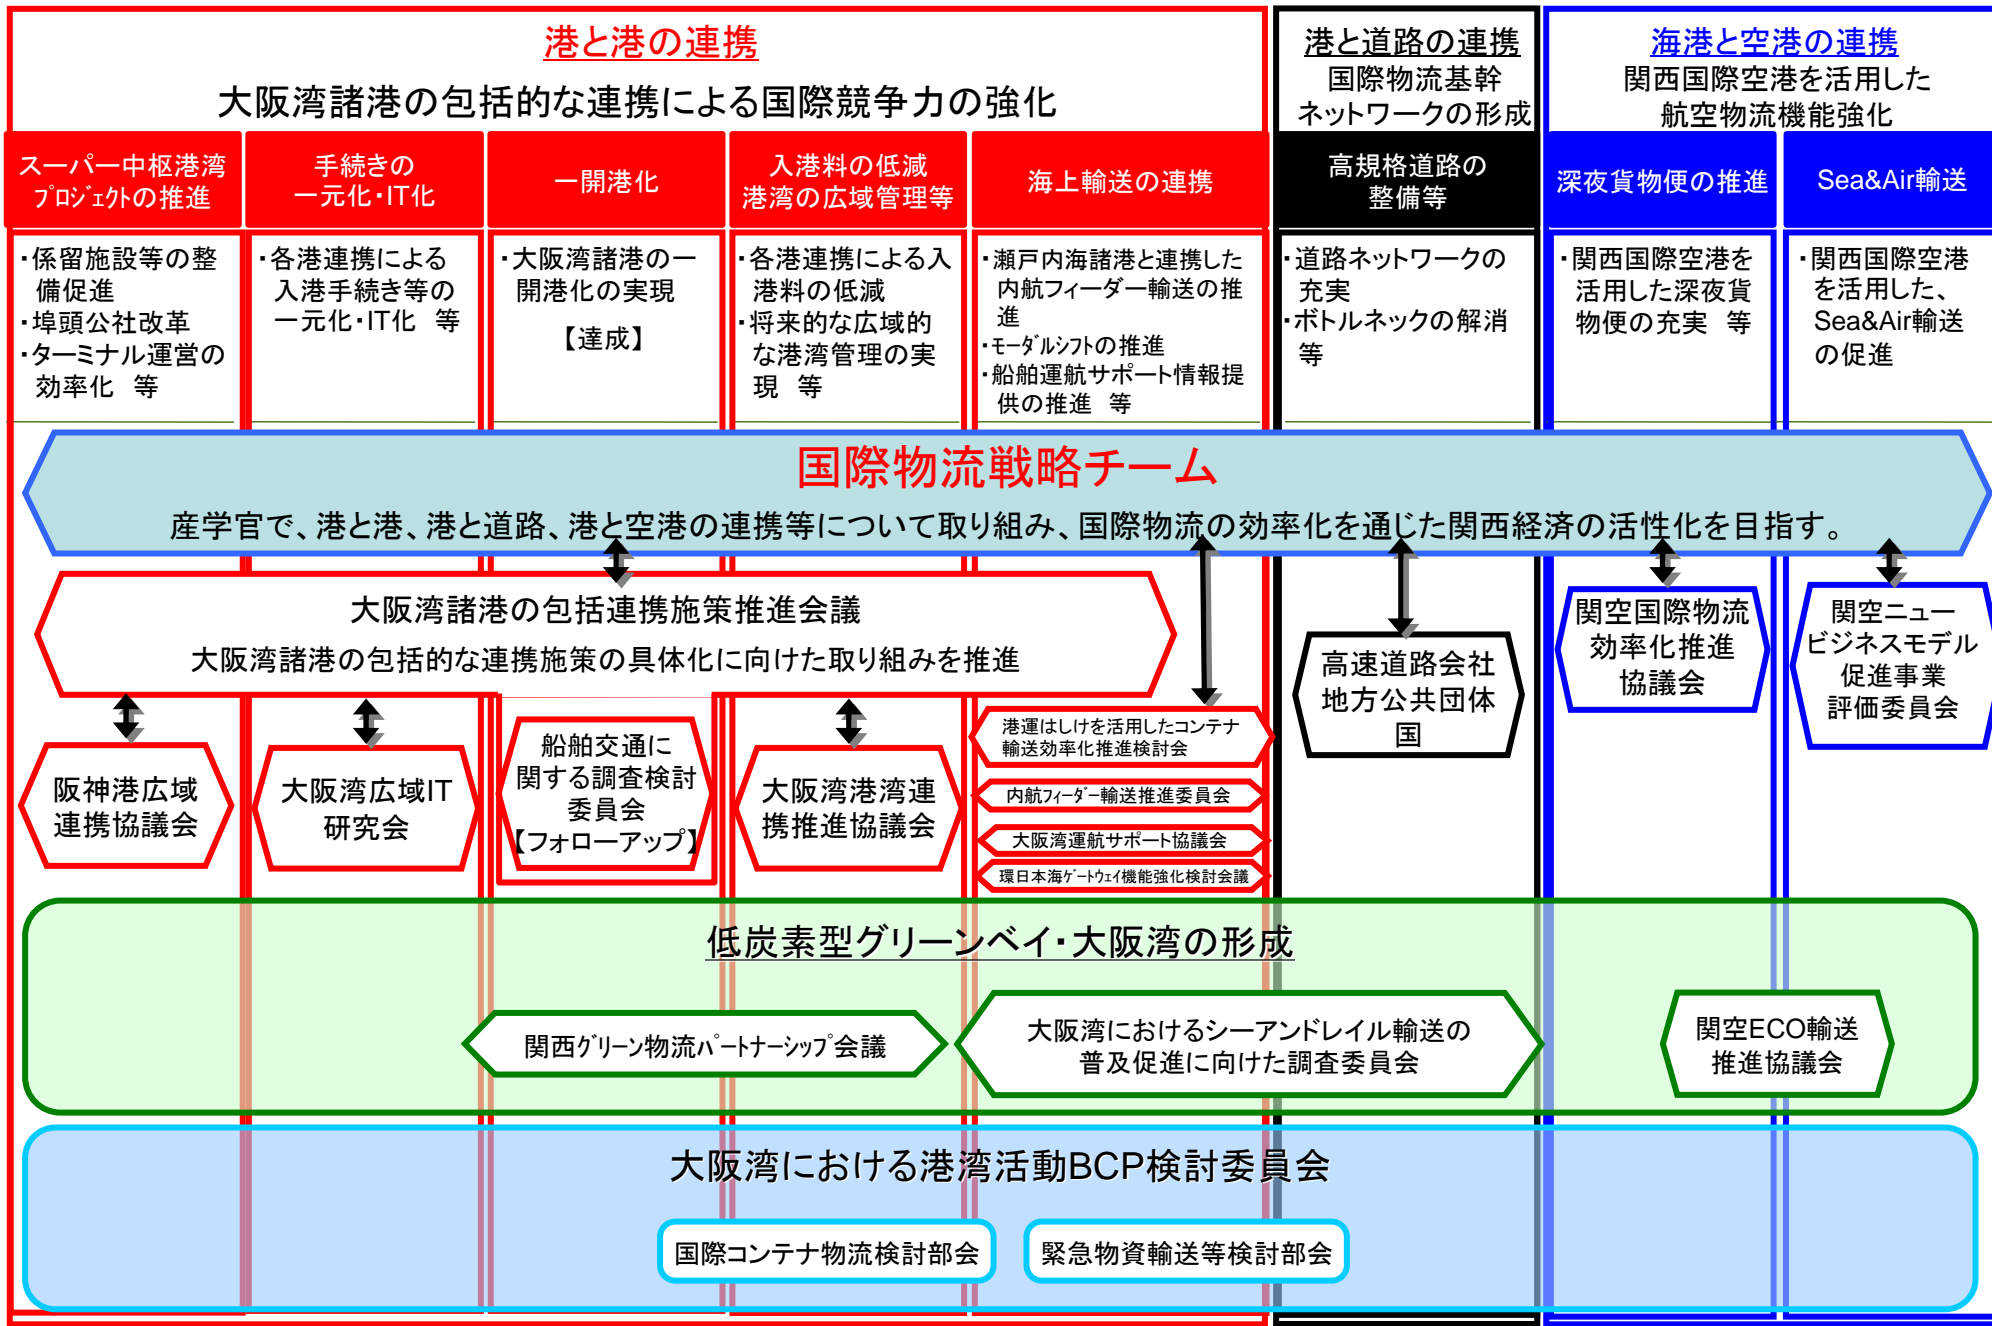 港と港の連携
大阪湾諸港の包括的な連携による国際競争力の強化
港と道路の連携
国際物流基幹
ネットワークの形成
海港と空港の連携
関西国際空港を活用した
航空物流機能強化
スーパー中枢港湾
プロジェクトの推進
手続きの
一元化・IT化
一開港化
入港料の低減
港湾の広域管理等
海上輸送の連携
高規格道路の
整備等
深夜貨物便の推進
Sea&Air輸送
・係留施設等の整
備促進
・埠頭公社改革
・ターミナル運営の
効率化 等
・各港連携による
入港手続き等の
一元化・IT化 等
・大阪湾諸港の一
開港化の実現
【達成】
・各港連携による入
港料の低減
・将来的な広域的
な港湾管理の実
現 等
・瀬戸内海諸港と連携した
内航フィーダー輸送の推
進
・モーダルシフトの推進
・船舶運航サポート情報提
供の推進 等
・道路ネットワークの
充実
・ボトルネックの解消
等
・関西国際空港を
活用した深夜貨
物便の充実 等
・関西国際空港
を活用した、
Sea&Air輸送
の促進
国際物流戦略チーム
産学官で、港と港、港と道路、港と空港の連携等について取り組み、国際物流の効率化を通じた関西経済の活性化を目指す。
大阪湾諸港の包括連携施策推進会議
大阪湾諸港の包括的な連携施策の具体化に向けた取り組みを推進
阪神港広域
連携協議会
大阪湾広域IT
研究会
船舶交通に
関する調査検討
委員会
【フォローアップ】
大阪湾港湾連
携推進協議会
港運はしけを活用したコンテナ
輸送効率化推進検討会
内航フィーダー輸送推進委員会
大阪湾運航サポート協議会
環日本海ゲートウェイ機能強化検討会議
高速道路会社
地方公共団体
国
関空国際物流
効率化推進
協議会
関空ニュー
ビジネスモデル
促進事業
評価委員会
低炭素型グリーンベイ・大阪湾の形成
関西グリーン物流パートナーシップ会議
大阪湾におけるシーアンドレイル輸送の
普及促進に向けた調査委員会
関空ECO輸送
推進協議会
大阪湾における港湾活動BCP検討委員会
国際コンテナ物流検討部会
緊急物資輸送等検討部会